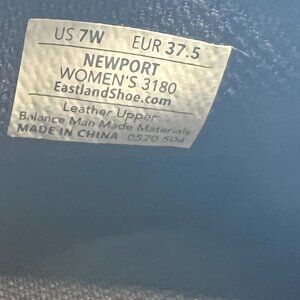 US 7W EUR 37.5
NEWPORT
WOMEN'S 3180
EastlandShoe.com
Leather Upper
Balance Man Made Materials
MADE IN CHINA 0520 504